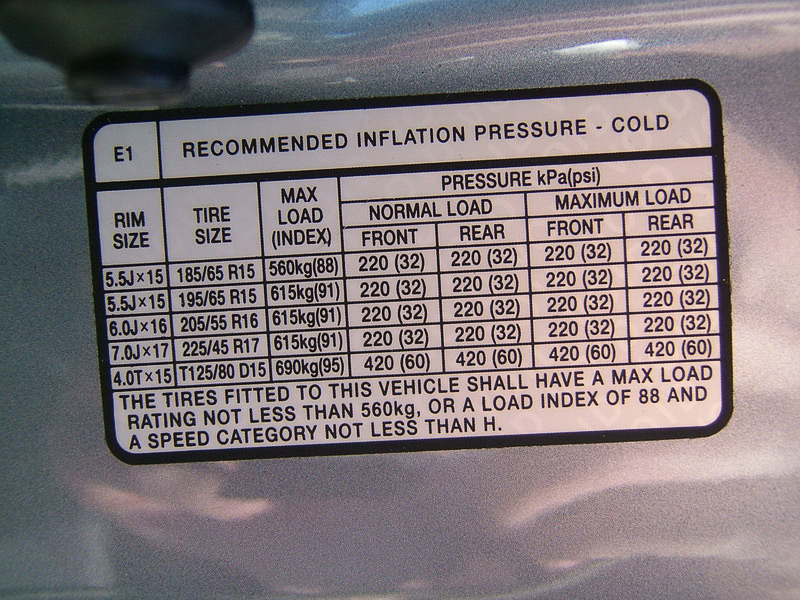 E1 RECOMMENDED INFLATION PRESSURE - COLD
RIM SIZE TIRE SIZE MAX LOAD (INDEX) PRESSURE kPa(psi)
NORMAL LOAD MAXIMUM LOAD
FRONT REAR FRONT REAR
5.5J×15 185/65 R15 560kg(88) 220 (32) 220 (32) 220 (32) 220 (32)
5.5J×15 195/65 R15 615kg(91) 220 (32) 220 (32) 220 (32) 220 (32)
6.0J×16 205/55 R16 615kg(91) 220 (32) 220 (32) 220 (32) 220 (32)
7.0J×17 225/45 R17 615kg(91) 220 (32) 220 (32) 220 (32) 220 (32)
4.0T×15 T125/80 D15 690kg(95) 420 (60) 420 (60) 420 (60) 420 (60)
THE TIRES FITTED TO THIS VEHICLE SHALL HAVE A MAX LOAD
RATING NOT LESS THAN 560kg, OR A LOAD INDEX OF 88 AND
A SPEED CATEGORY NOT LESS THAN H.